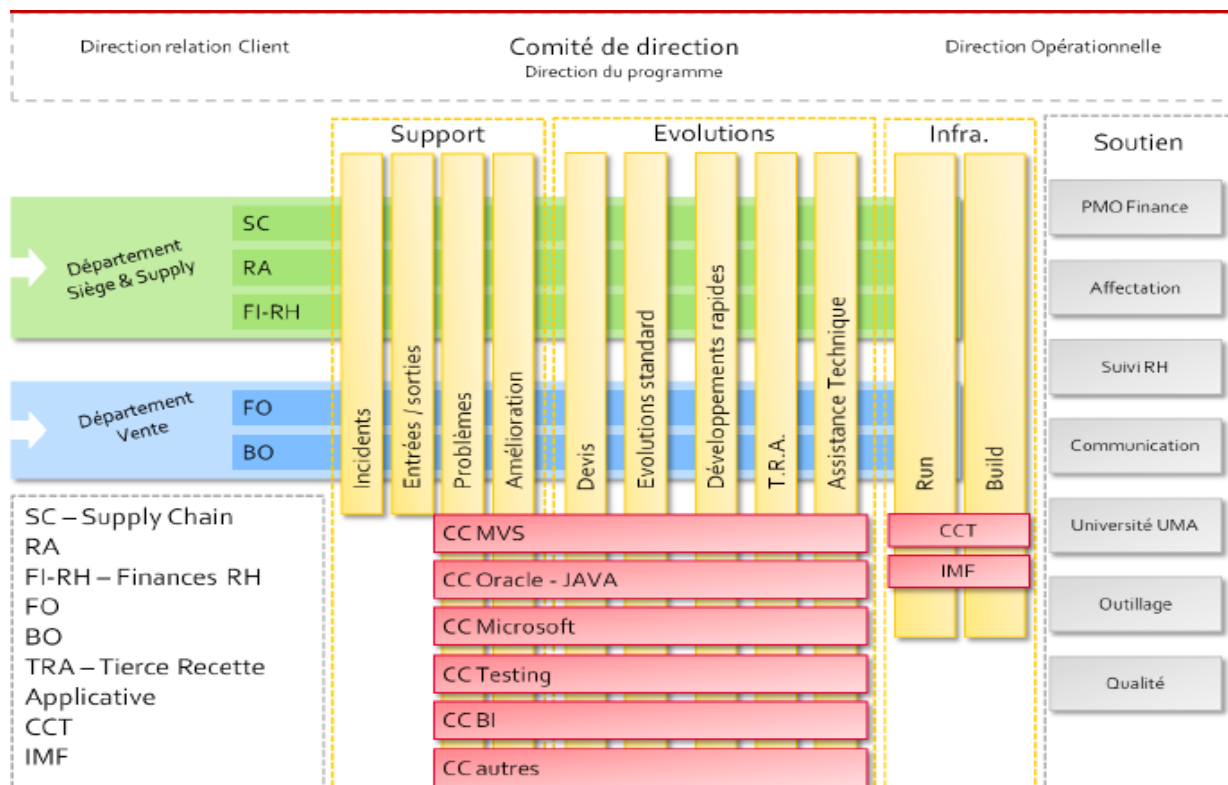 Direction relation Client
Comité de direction
Direction du programme
Direction Opérationnelle
Support
Evolutions
Infra.
Soutien
Département
Siège & Supply
SC
RA
FI-RH
Département
Vente
FO
BO
Incidents
Entrées / sorties
Problèmes
Amélioration
Devis
Evolutions standard
Développements rapides
T.R.A.
Assistance Technique
Run
Build
CC MVS
CC Oracle - JAVA
CC Microsoft
CC Testing
CC BI
CC autres
CCT
IMF
PMO Finance
Affectation
Suivi RH
Communication
Université UMA
Outillage
Qualité
SC – Supply Chain
RA
FI-RH – Finances RH
FO
BO
TRA – Tierce Recette
Applicative
CCT
IMF